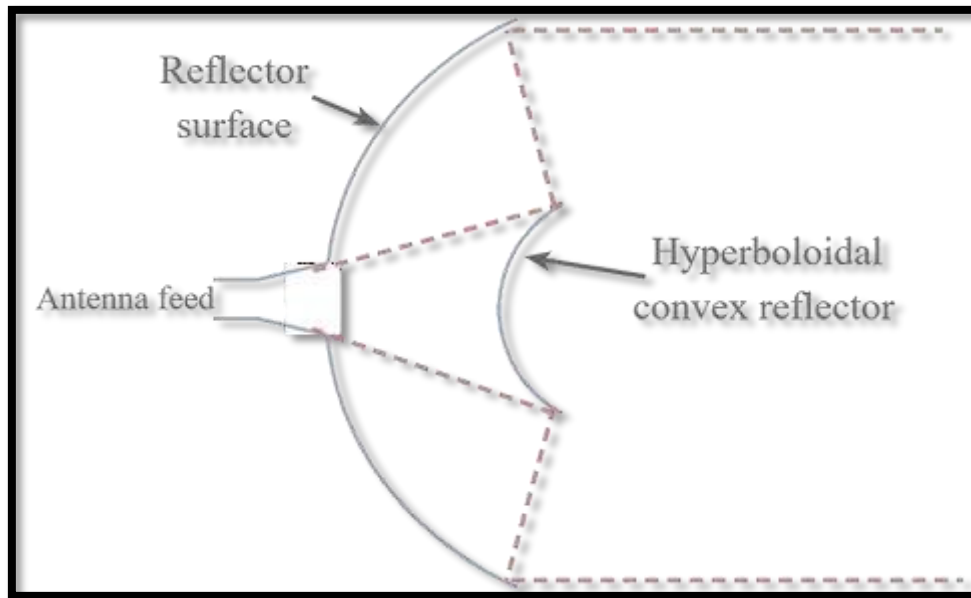 Reflector
surface
Antenna feed
Hyperboloidal
convex reflector